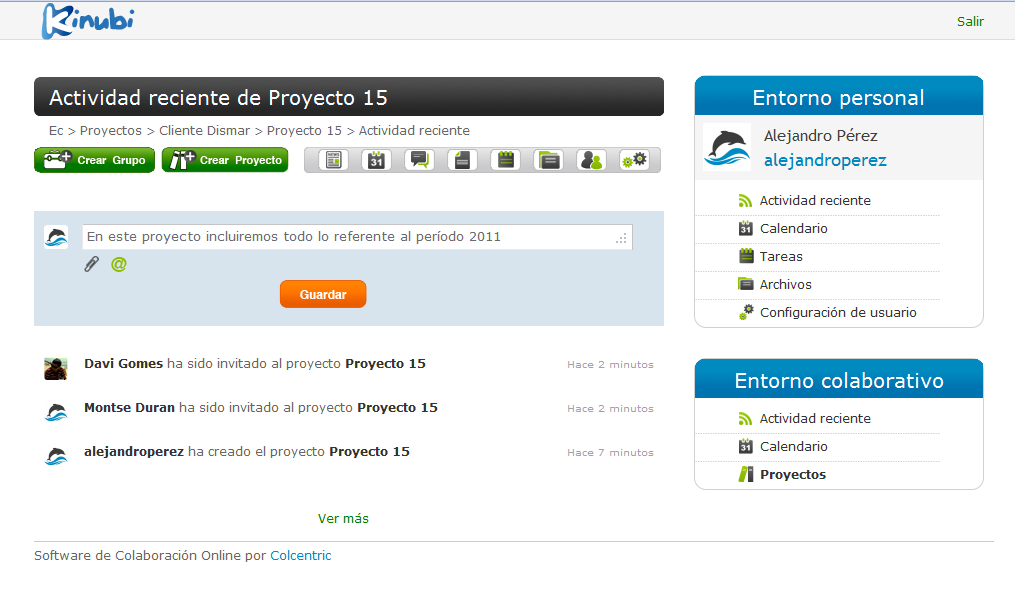 Kinubi
Salir
Actividad reciente de Proyecto 15
Ec > Proyectos > Cliente Dismar > Proyecto 15 > Actividad reciente
Crear Grupo
Crear Proyecto
31
En este proyecto incluiremos todo lo referente al período 2011
@
Guardar
Davi Gomes ha sido invitado al proyecto Proyecto 15
Hace 2 minutos
Montse Duran ha sido invitado al proyecto Proyecto 15
Hace 2 minutos
alejandroperez ha creado el proyecto Proyecto 15
Hace 7 minutos
Ver más
Entorno personal
Alejandro Pérez
alejandroperez
Actividad reciente
31 Calendario
Tareas
Archivos
Configuración de usuario
Entorno colaborativo
Actividad reciente
31 Calendario
Proyectos
Software de Colaboración Online por Colcentric